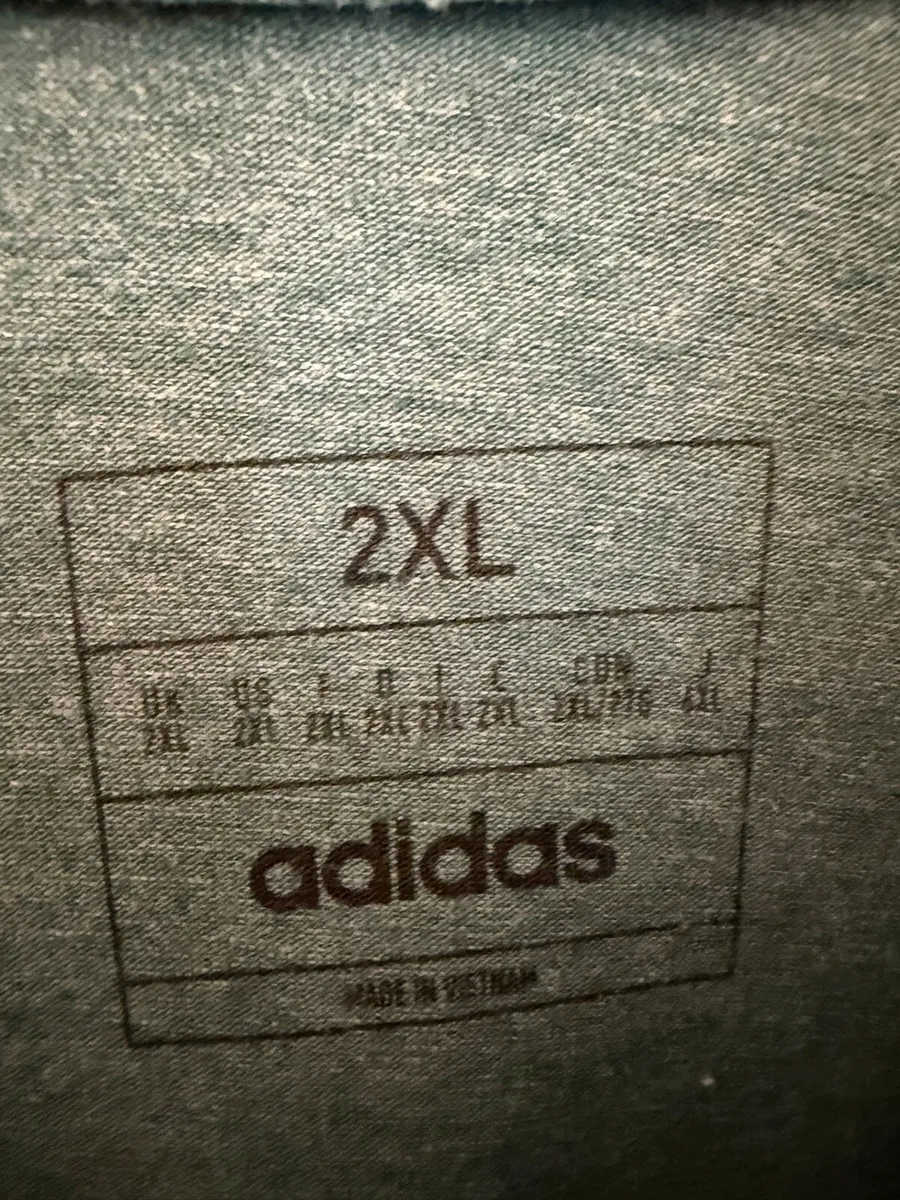 2XL
UK US F D I E CDN J
2XL 2XL 2XL 2XL 2XL 2XL 2XL/TTG 4XL
adidas
MADE IN VIETNAM